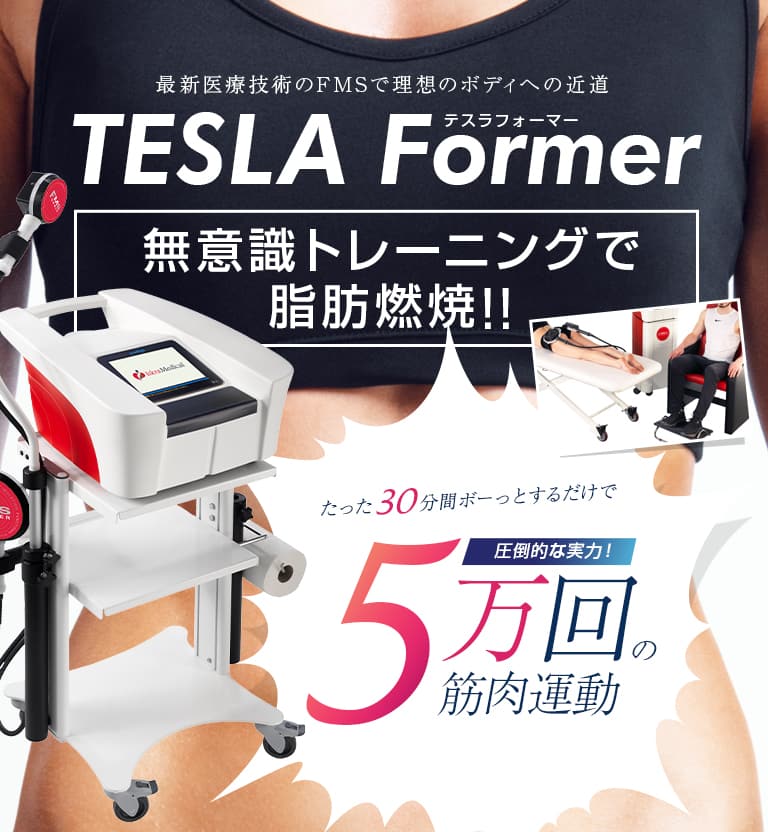 最新医療技術のFMSで理想のボディへの近道
テスラフォーマー
TESLA Former
無意識トレーニングで
脂肪燃焼!!
FMS
Iskra Medical
たった30分間ボーっとするだけで
圧倒的な実力！
5万回の
筋肉運動